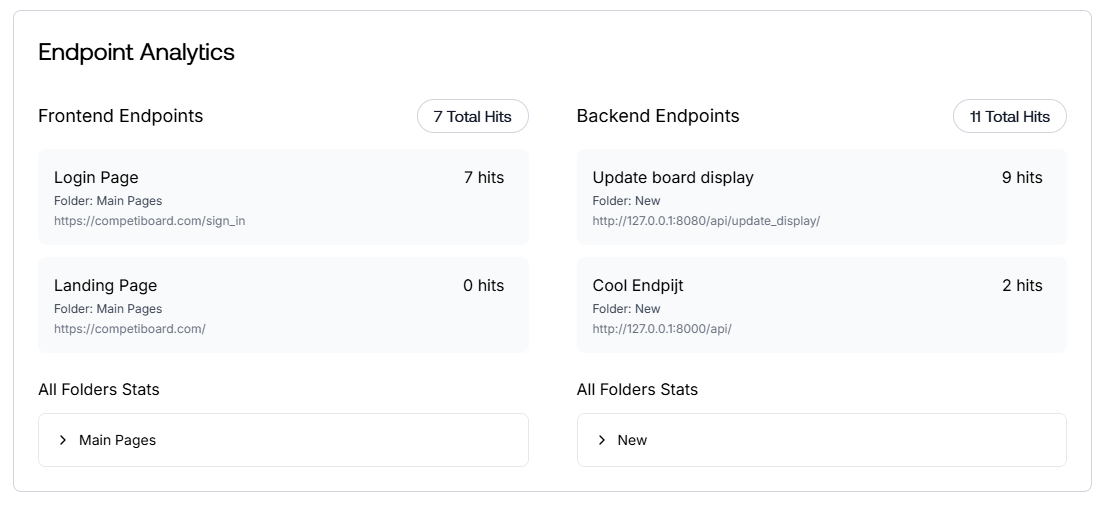 Endpoint Analytics
Frontend Endpoints
7 Total Hits
Login Page
7 hits
Folder: Main Pages
https://competiboard.com/sign_in
Landing Page
0 hits
Folder: Main Pages
https://competiboard.com/
All Folders Stats
Main Pages
Backend Endpoints
11 Total Hits
Update board display
9 hits
Folder: New
http://127.0.0.1:8080/api/update_display/
Cool Endpijt
2 hits
Folder: New
http://127.0.0.1:8000/api/
All Folders Stats
New